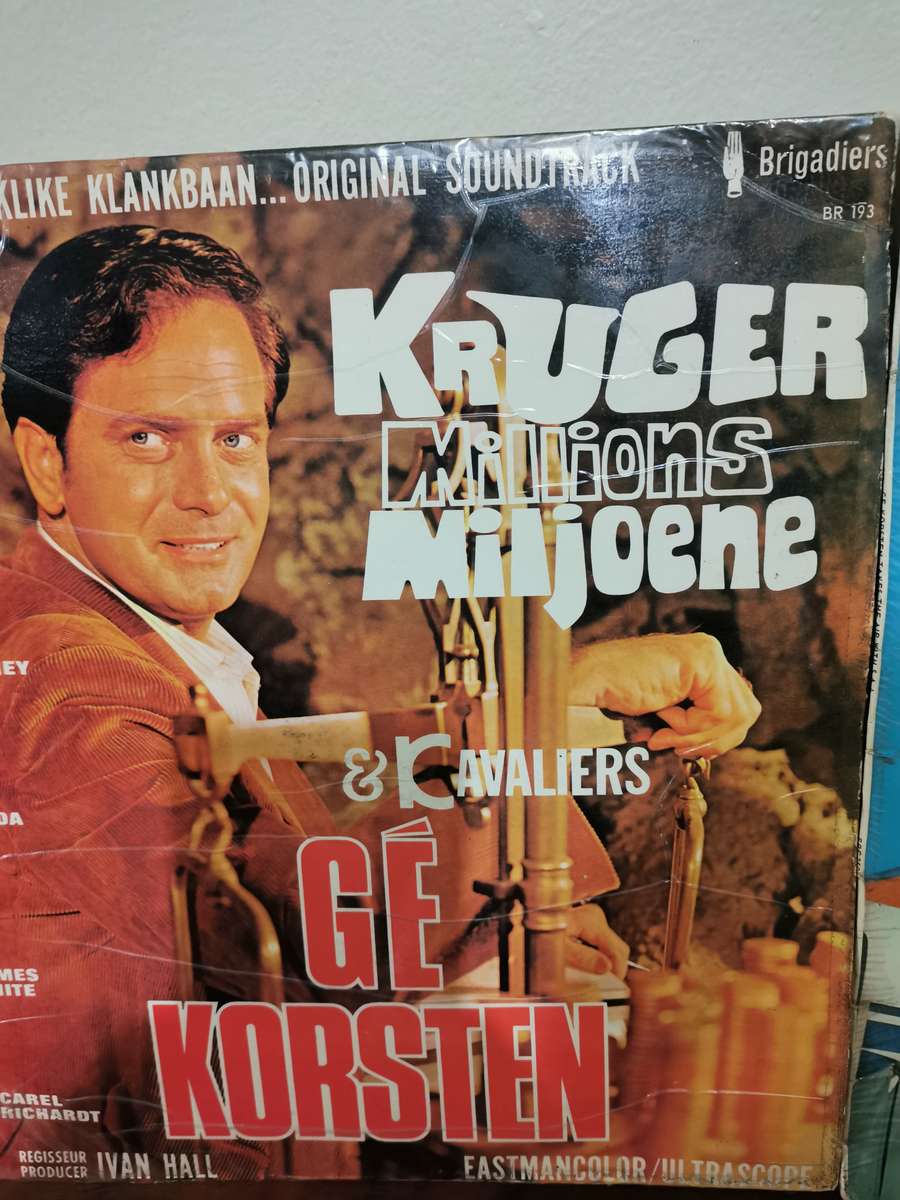 KLIKE KLANKBAAN... ORIGINAL SOUNDTRACK
Brigadiers
BR 193
KRUGER
Millions
Miljoene
& KAVALIERS
GÉ
KORSTEN
EY
DA
MES
HITE
CAREL
RICHARDT
REGISSEUR
PRODUCER IVAN HALL
EASTMANCOLOR/ULTRASCOPE